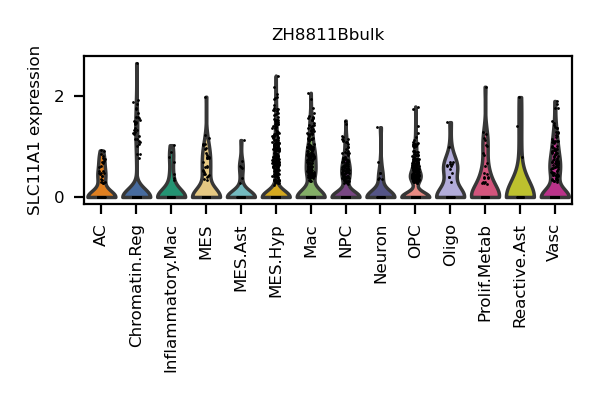 ZH8811Bbulk
SLC11A1 expression
2
0
AC
Chromatin.Reg
Inflammatory.Mac
MES
MES.Ast
MES.Hyp
Mac
NPC
Neuron
OPC
Oligo
Prolif.Metab
Reactive.Ast
Vasc